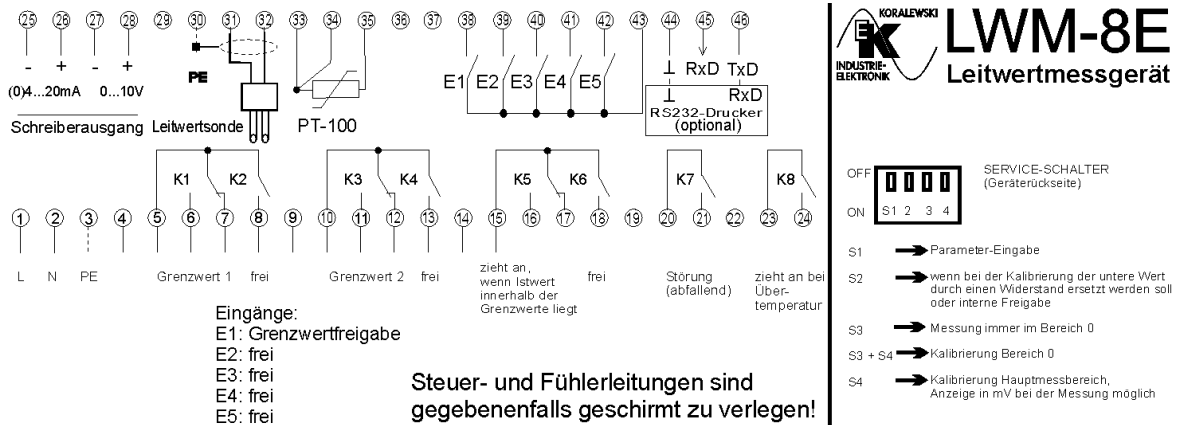 25 26 27 28 29 30 31 32 33 34 35 36 37 38 39 40 41 42 43 44 45 46
- + - +
PE
⊥ RxD TxD
(0)4...20mA 0...10V
E1 E2 E3 E4 E5
⊥ RxD
RS232-Drucker
(optional)
Schreiberausgang Leitwertsonde PT-100
K1 K2 K3 K4 K5 K6 K7 K8
1 2 3 4 5 6 7 8 9 10 11 12 13 14 15 16 17 18 19 20 21 22 23 24
L N PE
Grenzwert 1 frei
Grenzwert 2 frei
zieht an,
wenn Istwert
innerhalb der
Grenzwerte liegt
frei
Störung
(abfallend)
zieht an bei
Über-
temperatur
Eingänge:
E1: Grenzwertfreigabe
E2: frei
E3: frei
E4: frei
E5: frei
Steuer- und Fühlerleitungen sind
gegebenenfalls geschirmt zu verlegen!
KORALEWSKI
EK
INDUSTRIE-
ELEKTRONIK
LWM-8E
Leitwertmessgerät
OFF
ON
S1 2 3 4
SERVICE-SCHALTER
(Geräterückseite)
S1 Parameter-Eingabe
S2 wenn bei der Kalibrierung der untere Wert
durch einen Widerstand ersetzt werden soll
oder interne Freigabe
S3 Messung immer im Bereich 0
S3 + S4 Kalibrierung Bereich 0
S4 Kalibrierung Hauptmessbereich,
Anzeige in mV bei der Messung möglich